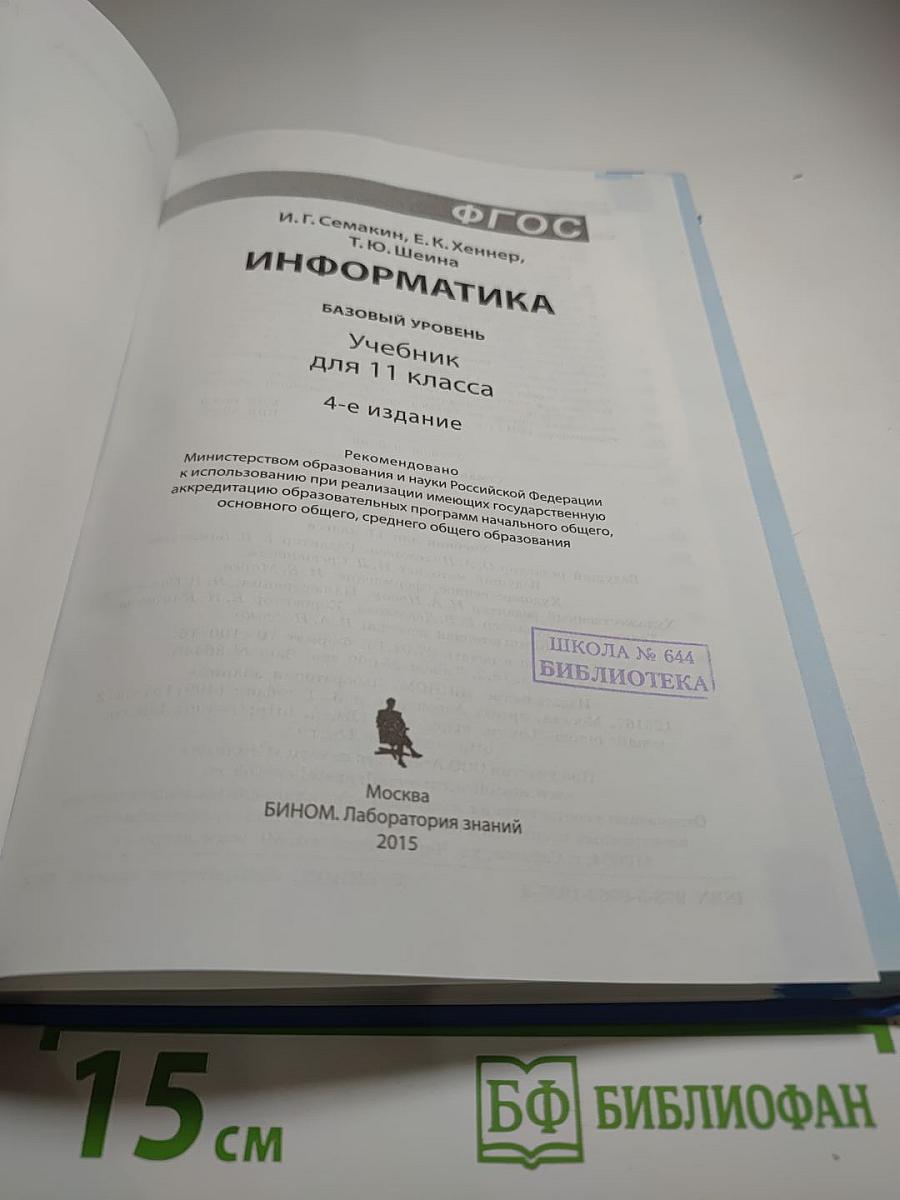 ФГОС
И. Г. Семакин, Е. К. Хеннер,
Т. Ю. Шеина
ИНФОРМАТИКА
БАЗОВЫЙ УРОВЕНЬ
Учебник
для 11 класса
4-е издание
Рекомендовано
Министерством образования и науки Российской Федерации
к использованию при реализации имеющих государственную
аккредитацию образовательных программ начального общего,
основного общего, среднего общего образования
ШКОЛА № 644
БИБЛИОТЕКА
Москва
БИНОМ. Лаборатория знаний
2015
15 см
БФ БИБЛИОФАН